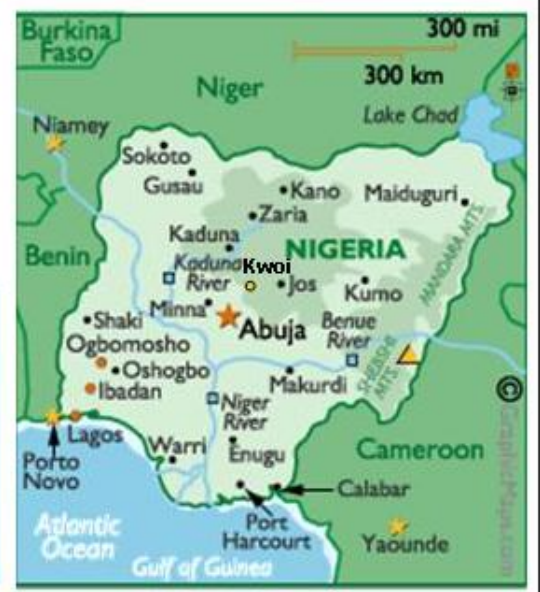 Burkina
Faso
300 mi
300 km
Niger
Lake Chad
Niamey
Sokoto
Gusau
Kano
Maiduguri
Zaria
Kaduna
NIGERIA
MANDARA MTS.
Kaduna
River
Kwoi
Jos
Kumo
Benin
Minna
Abuja
Shaki
Benue
River
Ogbomosho
Oshogbo
SHEBSHI
MTS.
Makurdi
Ibadan
Niger
River
Lagos
Porto
Novo
Warri
Enugu
Cameroon
Calabar
Port
Harcourt
Atlantic
Ocean
Yaounde
Gulf of Guinea
©GraphicMaps.com